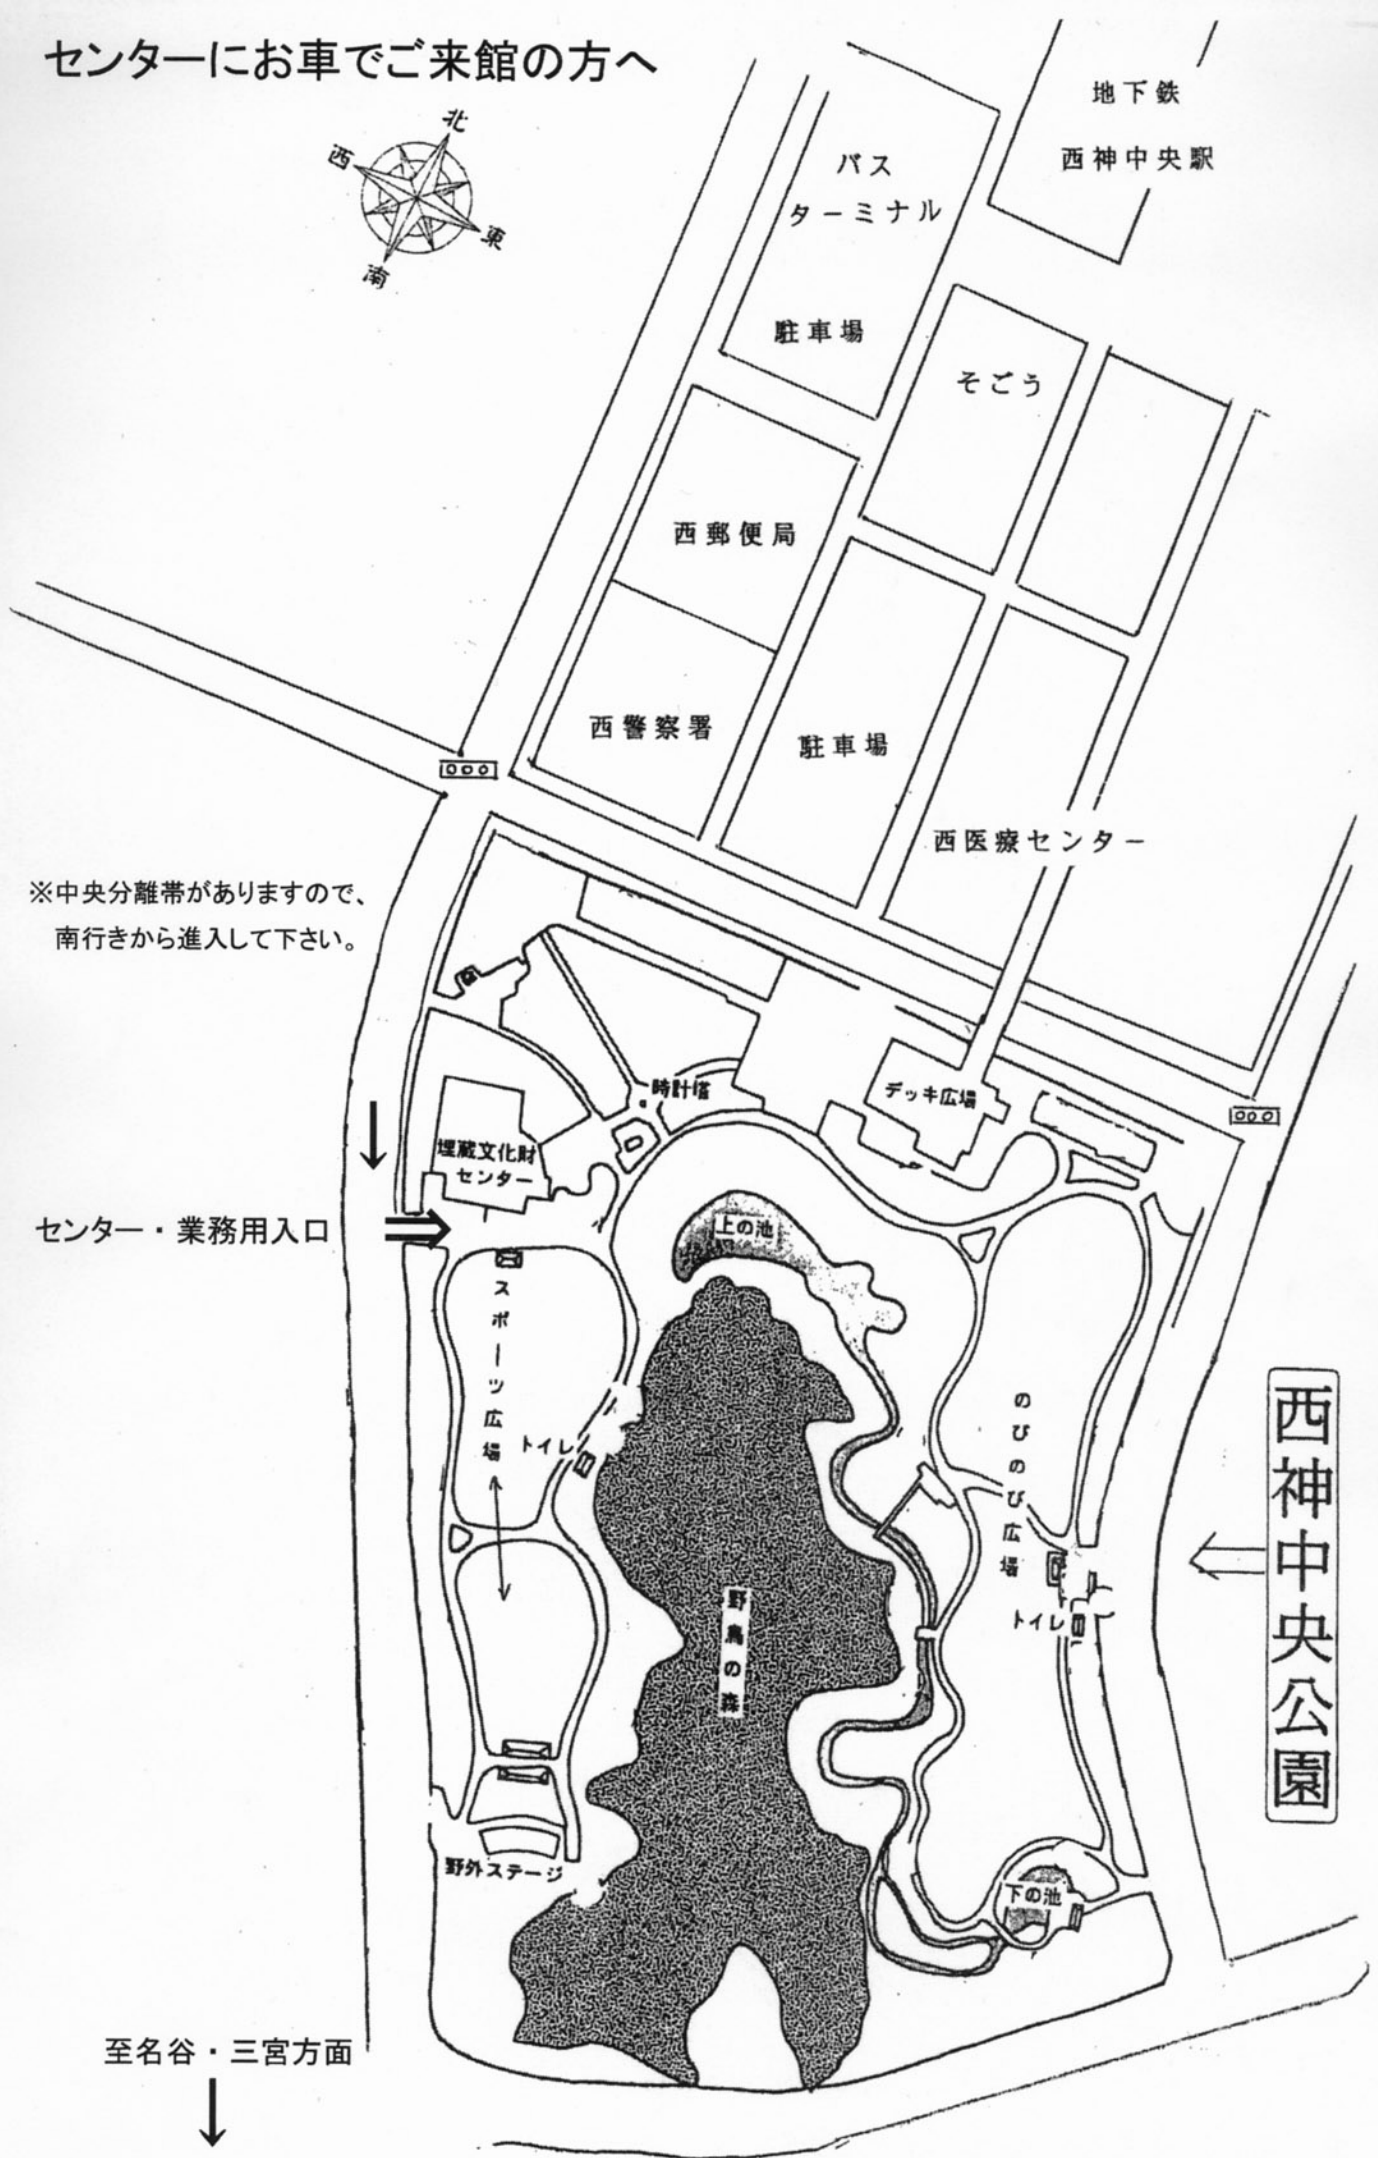 センターにお車でご来館の方へ
北
西
東
南
地下鉄
西神中央駅
バス
ターミナル
駐車場
そごう
西郵便局
西警察署
駐車場
西医療センター
※中央分離帯がありますので、
南行きから進入して下さい。
時計塔
デッキ広場
埋蔵文化財
センター
センター・業務用入口
上の池
スポーツ広場
トイレ
のびのび広場
西神中央公園
トイレ
野鳥の森
野外ステージ
下の池
至名谷・三宮方面